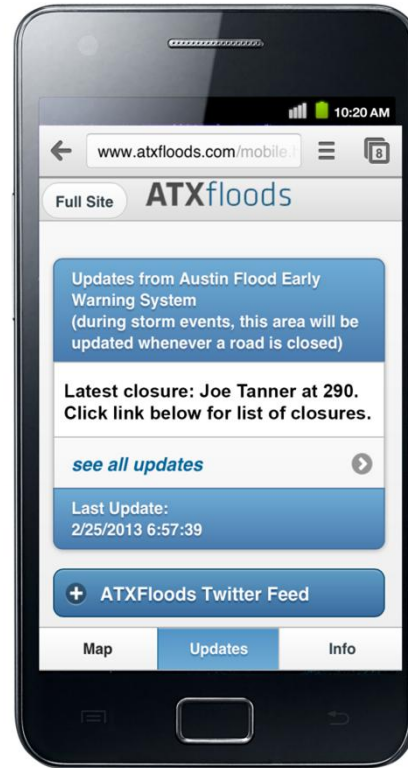 10:20 AM
www.atxfloods.com/mobile.
8
Full Site
ATXfloods
Updates from Austin Flood Early
Warning System
(during storm events, this area will be
updated whenever a road is closed)
Latest closure: Joe Tanner at 290.
Click link below for list of closures.
see all updates
Last Update:
2/25/2013 6:57:39
ATXFloods Twitter Feed
Map Updates Info